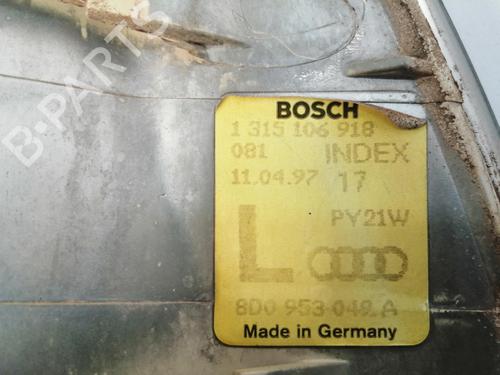 B-PARTS
BOSCH
1 315 106 918
081 INDEX
11.04.97 17
L PY21W
8D0 953 049 A
Made in Germany